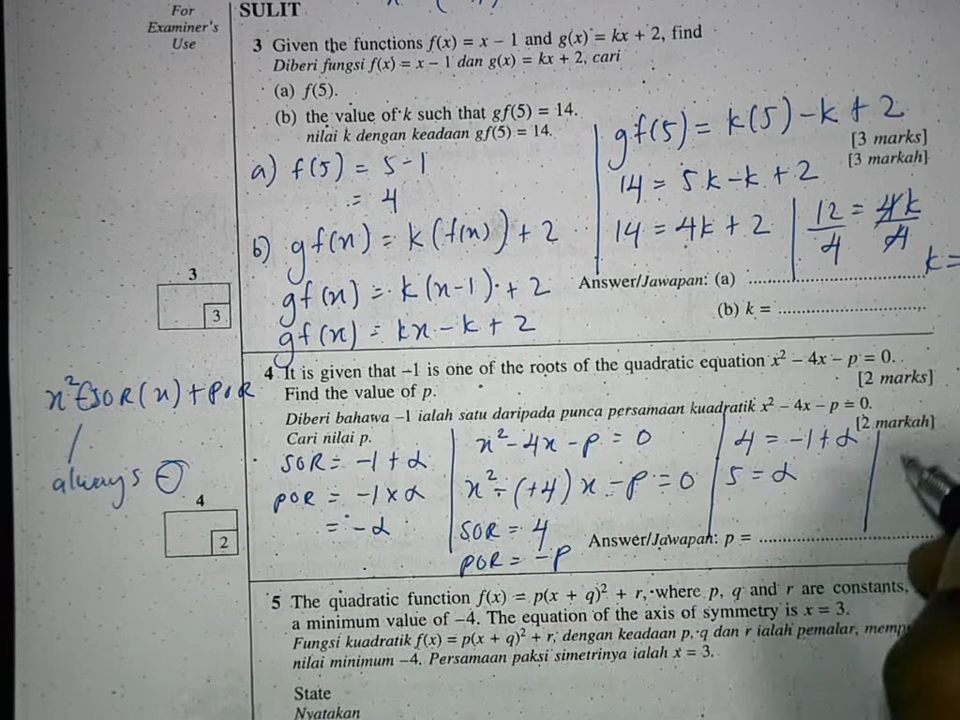 For
Examiner's
Use
SULIT
3 Given the functions f(x) = x – 1 and g(x) = kx + 2, find
Diberi fungsi f(x) = x – 1 dan g(x) = kx + 2, cari
(a) f(5).
(b) the value of k such that gf(5) = 14.
nilai k dengan keadaan gf(5) = 14.
[3 marks]
[3 markah]
a) f(5) = 5 - 1
= 4
b) gf(x) = k(f(x)) + 2
gf(x) = k(x-1) + 2
gf(x) = kx - k + 2
gf(5) = k(5) - k + 2
14 = 5k - k + 2
14 = 4k + 2
12/4 = 4k/4
k =
Answer/Jawapan: (a) ..............................
(b) k = ..............................
3
3
4 It is given that –1 is one of the roots of the quadratic equation x² – 4x – p = 0.
Find the value of p.
[2 marks]
Diberi bahawa –1 ialah satu daripada punca persamaan kuadratik x² – 4x – p = 0.
Cari nilai p.
[2 markah]
x² - SOR(x) + POR
always ⊖
SOR = -1 + α
POR = -1 × α
= -α
x² - 4x - p = 0
x² - (+4)x - p = 0
SOR = 4
POR = -p
4 = -1 + α
5 = α
Answer/Jawapan: p = ..............................
4
2
5 The quadratic function f(x) = p(x + q)² + r, where p, q and r are constants,
a minimum value of –4. The equation of the axis of symmetry is x = 3.
Fungsi kuadratik f(x) = p(x + q)² + r, dengan keadaan p, q dan r ialah pemalar,
nilai minimum –4. Persamaan paksi simetrinya ialah x = 3.
State
Nyatakan